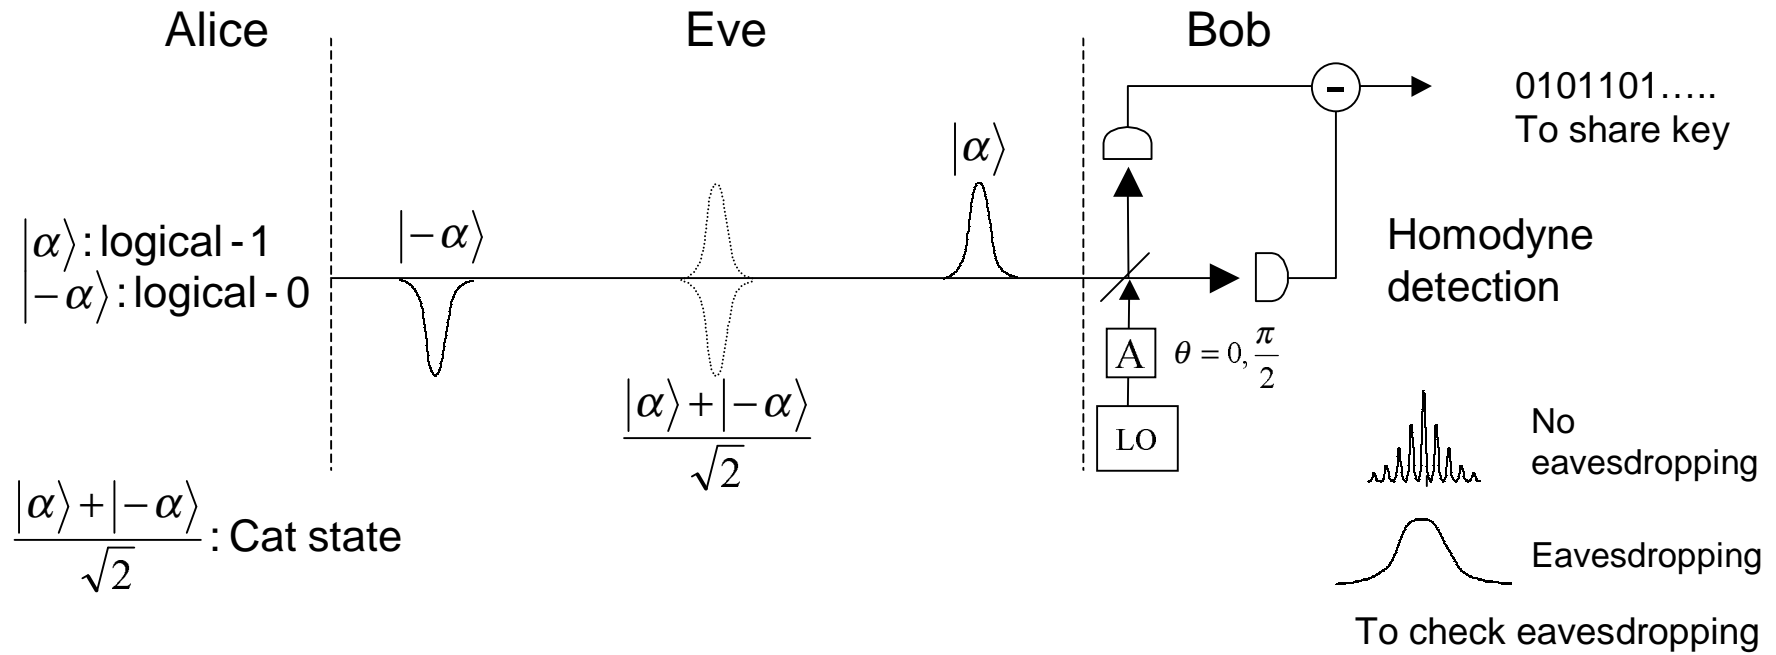 Alice
Eve
Bob
0101101.....
To share key
-
|α⟩
|α⟩: logical - 1
|-α⟩: logical - 0
|-α⟩
Homodyne
detection
A
θ = 0, π/2
LO
(|α⟩ + |-α⟩)/√2
No
eavesdropping
(|α⟩ + |-α⟩)/√2 : Cat state
Eavesdropping
To check eavesdropping